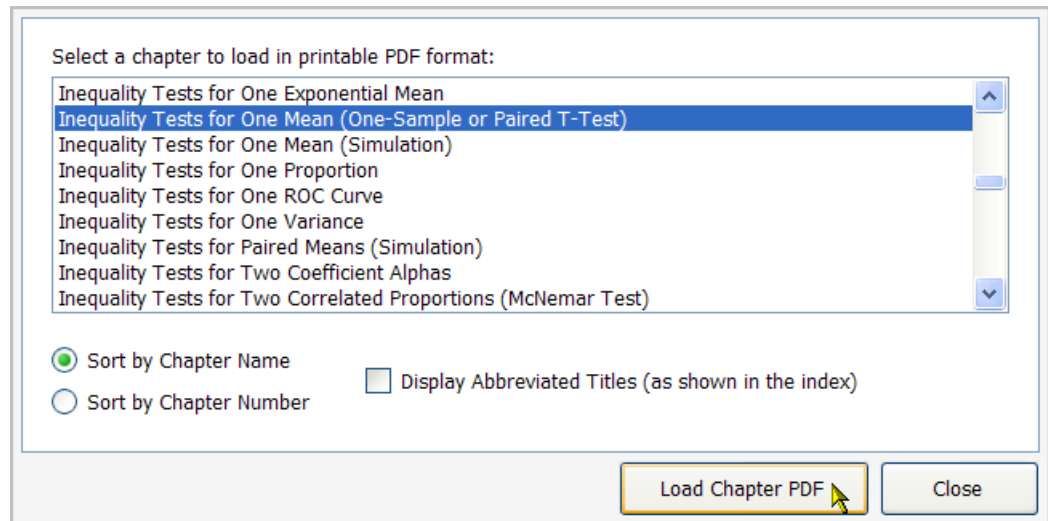 Select a chapter to load in printable PDF format:
Inequality Tests for One Exponential Mean
Inequality Tests for One Mean (One-Sample or Paired T-Test)
Inequality Tests for One Mean (Simulation)
Inequality Tests for One Proportion
Inequality Tests for One ROC Curve
Inequality Tests for One Variance
Inequality Tests for Paired Means (Simulation)
Inequality Tests for Two Coefficient Alphas
Inequality Tests for Two Correlated Proportions (McNemar Test)
Sort by Chapter Name
Display Abbreviated Titles (as shown in the index)
Sort by Chapter Number
Load Chapter PDF
Close